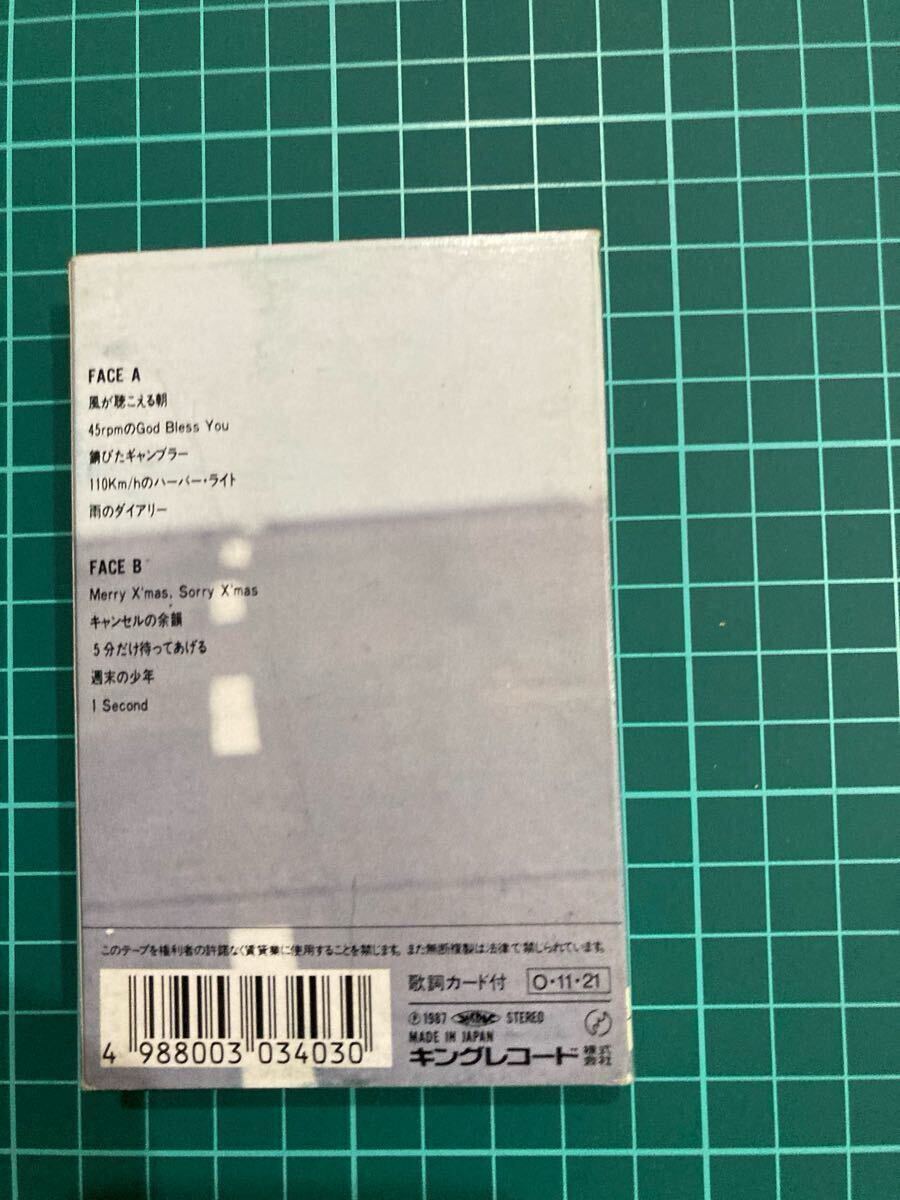 FACE A
風が聴こえる朝
45rpmのGod Bless You
錆びたギャンブラー
110Km/hのハーバー・ライト
雨のダイアリー
FACE B
Merry X'mas, Sorry X'mas
キャンセルの余韻
5分だけ待ってあげる
週末の少年
1 Second
このテープを権利者の許諾なく賃貸業に使用することを禁じます。また無断複製は法律で禁じられています。
歌詞カード付 O・11・21
Ⓟ1987 STEREO
MADE IN JAPAN
キングレコード株式会社
4 988003 034030